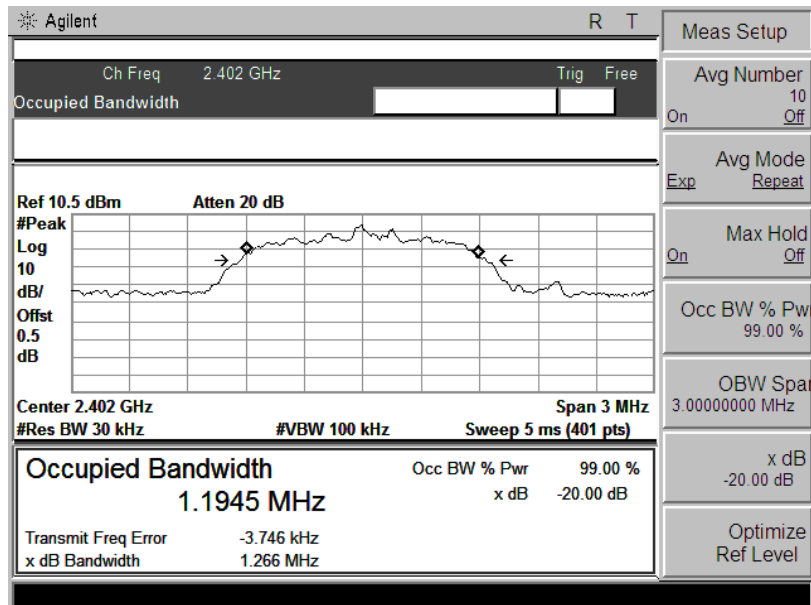 Agilent
R T
Ch Freq 2.402 GHz
Trig Free
Occupied Bandwidth
Ref 10.5 dBm
Atten 20 dB
#Peak
Log
10
dB/
Offst
0.5
dB
Center 2.402 GHz
Span 3 MHz
#Res BW 30 kHz
#VBW 100 kHz
Sweep 5 ms (401 pts)
Occupied Bandwidth
1.1945 MHz
Occ BW % Pwr 99.00 %
x dB -20.00 dB
Transmit Freq Error -3.746 kHz
x dB Bandwidth 1.266 MHz
Meas Setup
Avg Number
10
On Off
Avg Mode
Exp Repeat
Max Hold
On Off
Occ BW % Pwr
99.00 %
OBW Spa
3.00000000 MHz
x dB
-20.00 dB
Optimize
Ref Level